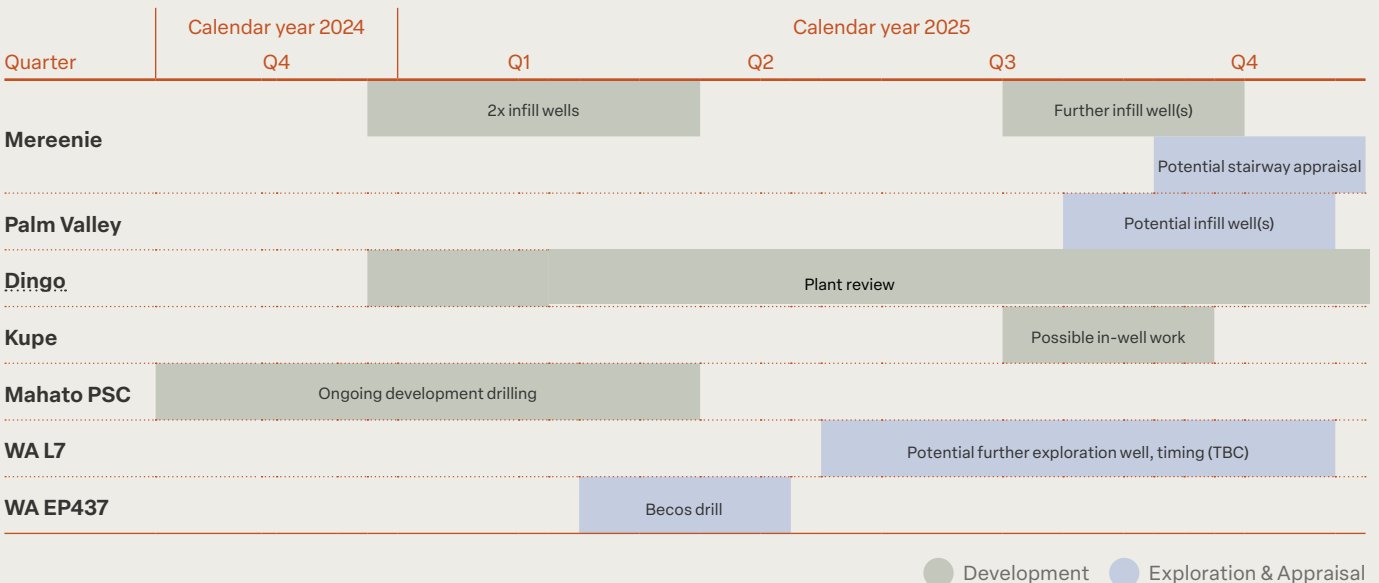 Calendar year 2024 Calendar year 2025
Quarter Q4 Q1 Q2 Q3 Q4
2x infill wells Further infill well(s)
Mereenie
Potential stairway appraisal
Palm Valley Potential infill well(s)
Dingo Plant review
Kupe Possible in-well work
Mahato PSC Ongoing development drilling
WA L7 Potential further exploration well, timing (TBC)
WA EP437 Becos drill
Development Exploration & Appraisal